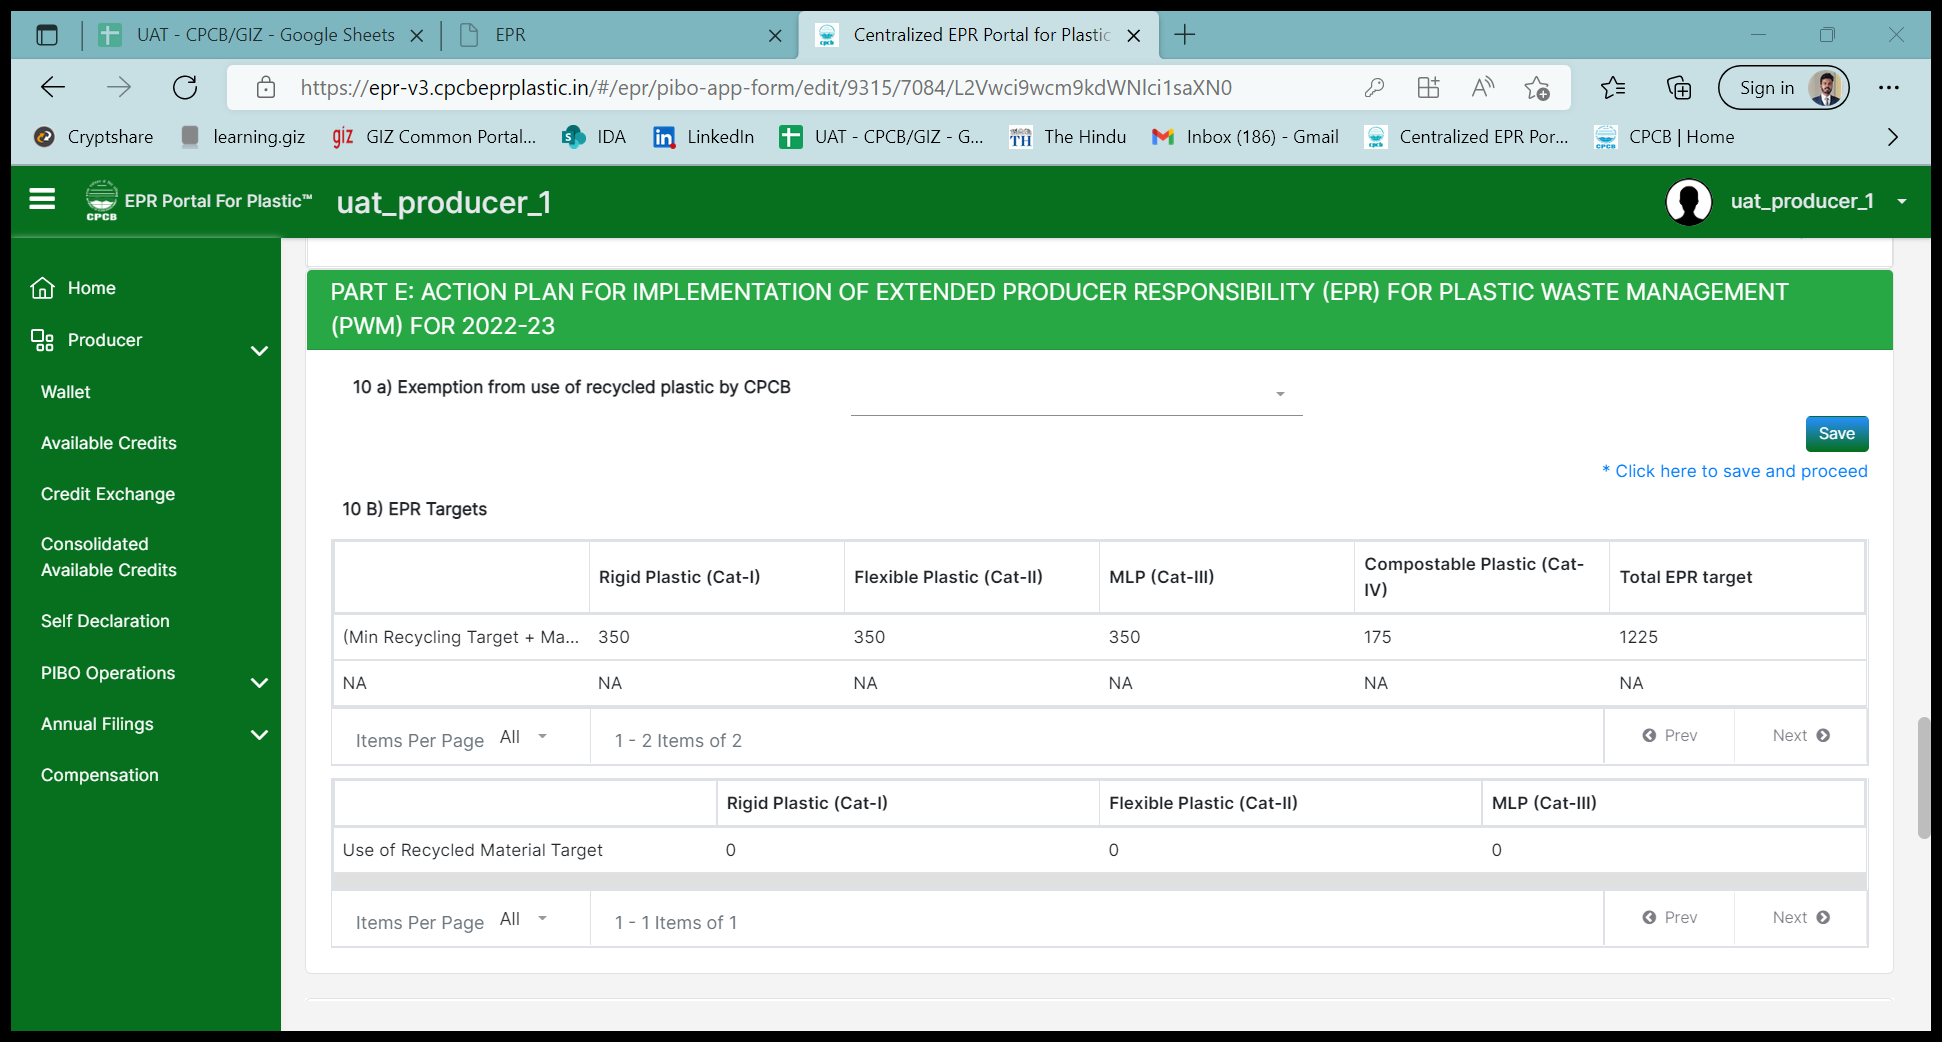 UAT - CPCB/GIZ - Google Sheets
EPR
Centralized EPR Portal for Plastic
https://epr-v3.cpcbeprplastic.in/#/epr/pibo-app-form/edit/9315/7084/L2Vwci9wcm9kdWNlci1saXN0
Sign in
Cryptshare
learning.giz
giz GIZ Common Portal...
IDA
LinkedIn
UAT - CPCB/GIZ - G...
TH The Hindu
Inbox (186) - Gmail
Centralized EPR Por...
CPCB | Home
CPCB
EPR Portal For Plastic™
uat_producer_1
uat_producer_1
Home
Producer
Wallet
Available Credits
Credit Exchange
Consolidated
Available Credits
Self Declaration
PIBO Operations
Annual Filings
Compensation
PART E: ACTION PLAN FOR IMPLEMENTATION OF EXTENDED PRODUCER RESPONSIBILITY (EPR) FOR PLASTIC WASTE MANAGEMENT
(PWM) FOR 2022-23
10 a) Exemption from use of recycled plastic by CPCB
Save
* Click here to save and proceed
10 B) EPR Targets
Rigid Plastic (Cat-I) Flexible Plastic (Cat-II) MLP (Cat-III) Compostable Plastic (Cat-
IV) Total EPR target
(Min Recycling Target + Ma... 350 350 350 175 1225
NA NA NA NA NA NA
Items Per Page All 1 - 2 Items of 2 Prev Next
Rigid Plastic (Cat-I) Flexible Plastic (Cat-II) MLP (Cat-III)
Use of Recycled Material Target 0 0 0
Items Per Page All 1 - 1 Items of 1 Prev Next